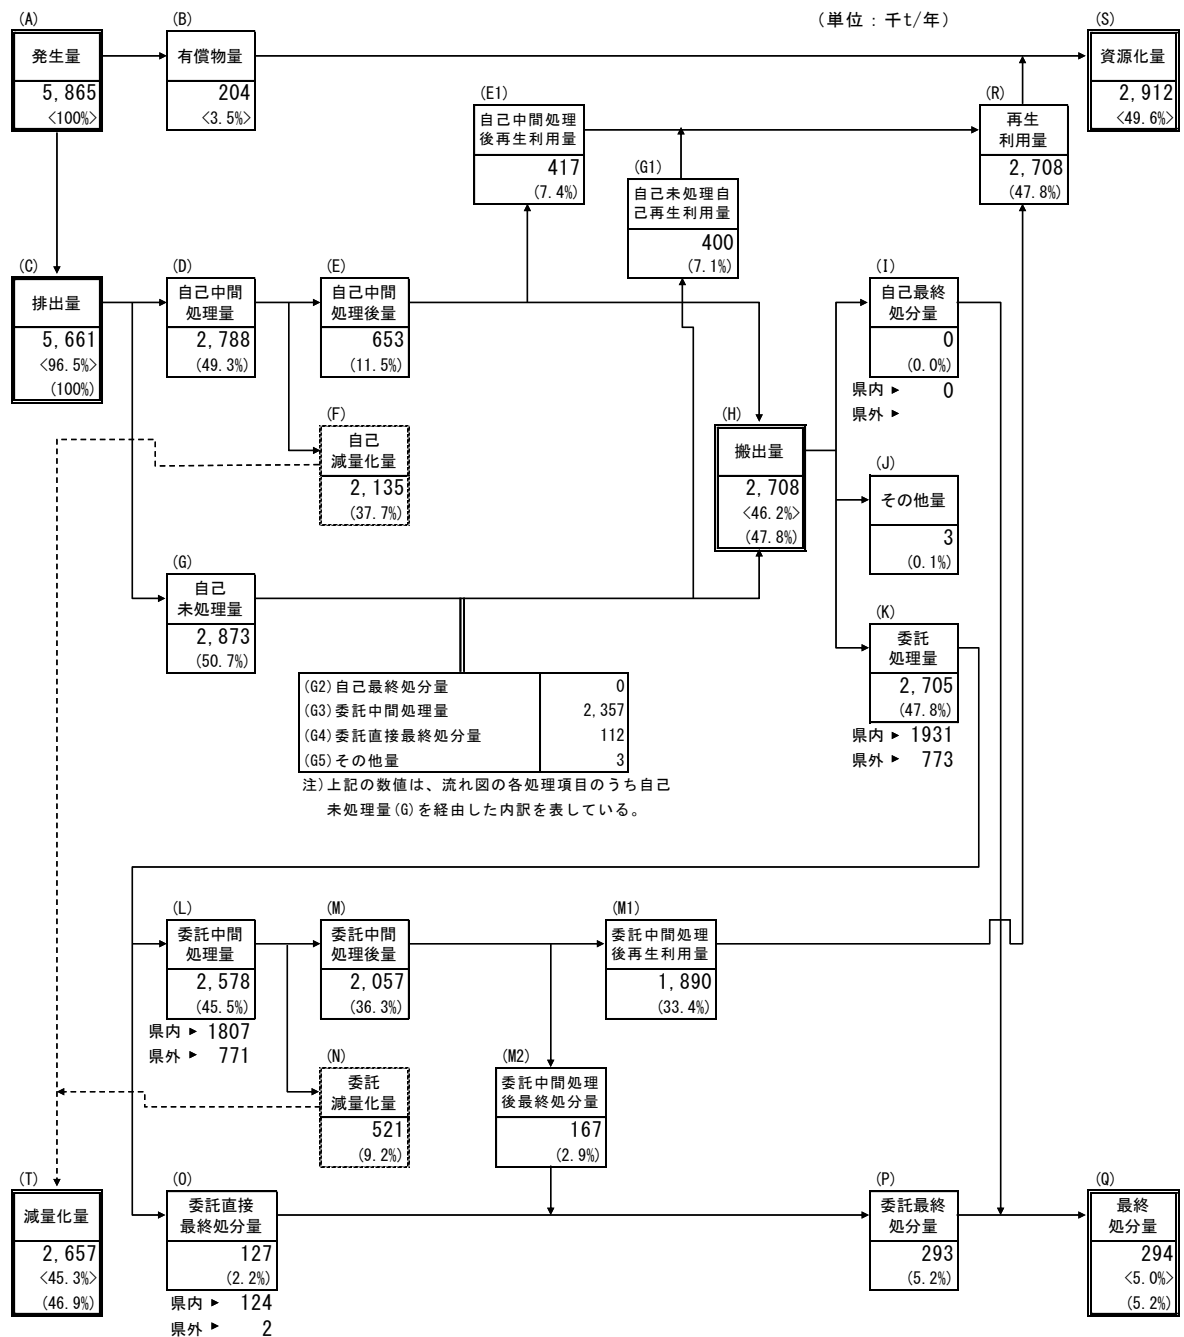 (単位：千t/年)
(A)
発生量
5,865
<100%>
(B)
有償物量
204
<3.5%>
(S)
資源化量
2,912
<49.6%>
(E1)
自己中間処理
後再生利用量
417
(7.4%)
(R)
再生
利用量
2,708
(47.8%)
(G1)
自己未処理自
己再生利用量
400
(7.1%)
(C)
排出量
5,661
<96.5%>
(100%)
(D)
自己中間
処理量
2,788
(49.3%)
(E)
自己中間
処理後量
653
(11.5%)
(I)
自己最終
処分量
0
(0.0%)
県内 ► 0
県外 ►
(F)
自己
減量化量
2,135
(37.7%)
(H)
搬出量
2,708
<46.2%>
(47.8%)
(J)
その他量
3
(0.1%)
(G)
自己
未処理量
2,873
(50.7%)
(K)
委託
処理量
2,705
(47.8%)
県内 ► 1931
県外 ► 773
(G2)自己最終処分量 0
(G3)委託中間処理量 2,357
(G4)委託直接最終処分量 112
(G5)その他量 3
注)上記の数値は、流れ図の各処理項目のうち自己
未処理量(G)を経由した内訳を表している。
(L)
委託中間
処理量
2,578
(45.5%)
県内 ► 1807
県外 ► 771
(M)
委託中間
処理後量
2,057
(36.3%)
(M1)
委託中間処理
後再生利用量
1,890
(33.4%)
(N)
委託
減量化量
521
(9.2%)
(M2)
委託中間処理
後最終処分量
167
(2.9%)
(T)
減量化量
2,657
<45.3%>
(46.9%)
(O)
委託直接
最終処分量
127
(2.2%)
県内 ► 124
県外 ► 2
(P)
委託最終
処分量
293
(5.2%)
(Q)
最終
処分量
294
<5.0%>
(5.2%)